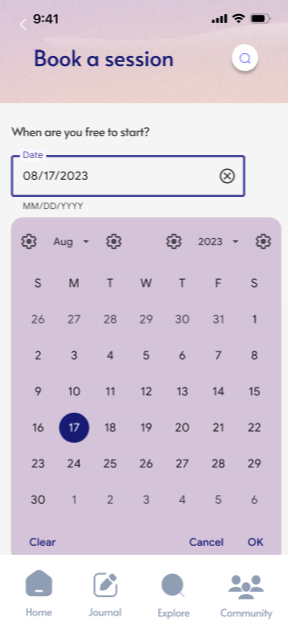 9:41
Book a session
When are you free to start?
Date
08/17/2023
MM/DD/YYYY
Aug 2023
S M T W T F S
26 27 28 29 30 31 1
2 3 4 5 6 7 8
9 10 11 12 13 14 15
16 17 18 19 20 21 22
23 24 25 26 27 28 29
30 1 2 3 4 5 6
Clear Cancel OK
Home Journal Explore Community